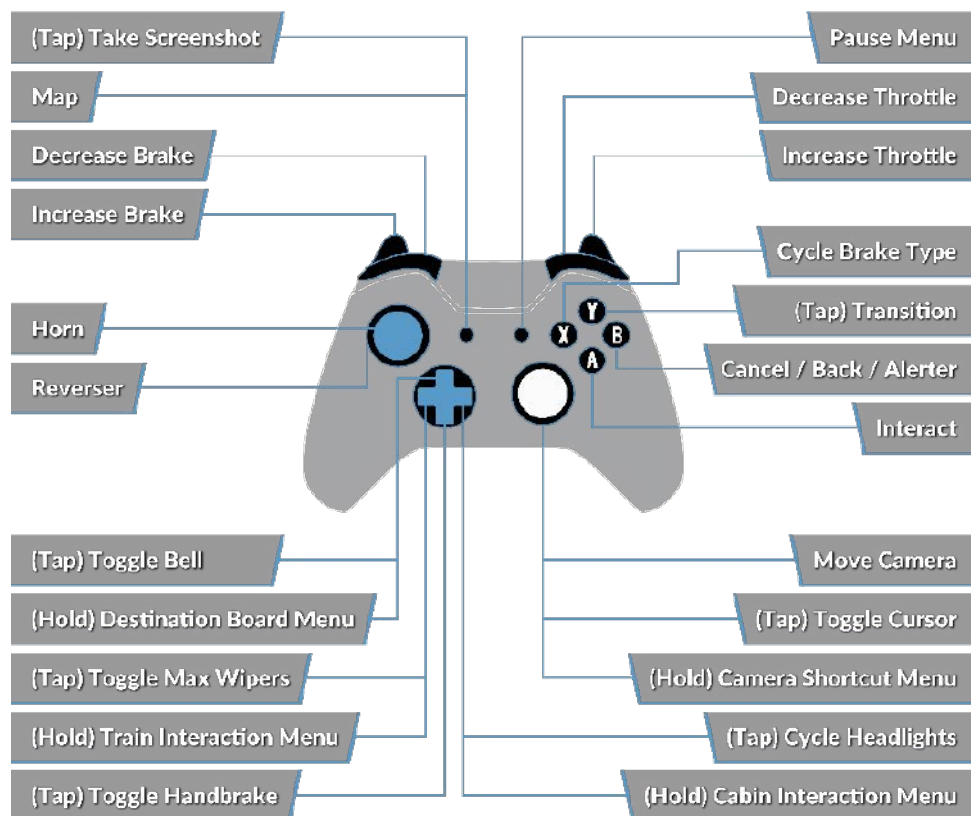 (Tap) Take Screenshot
Map
Decrease Brake
Increase Brake
Horn
Reverser
(Tap) Toggle Bell
(Hold) Destination Board Menu
(Tap) Toggle Max Wipers
(Hold) Train Interaction Menu
(Tap) Toggle Handbrake
Pause Menu
Decrease Throttle
Increase Throttle
Cycle Brake Type
(Tap) Transition
Cancel / Back / Alerter
Interact
Move Camera
(Tap) Toggle Cursor
(Hold) Camera Shortcut Menu
(Tap) Cycle Headlights
(Hold) Cabin Interaction Menu
Y
X
B
A